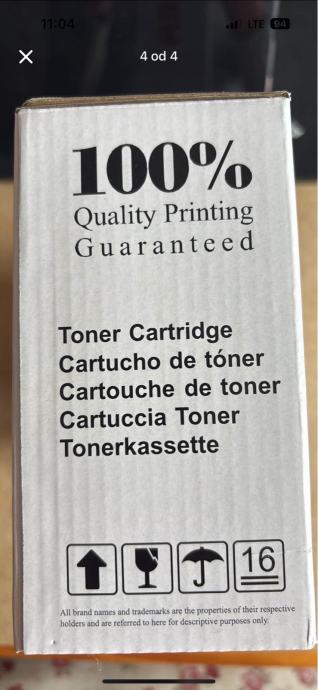 11:04
LTE 94
4 of 4
100%
Quality Printing
Guaranteed
Toner Cartridge
Cartucho de tóner
Cartouche de toner
Cartuccia Toner
Tonerkassette
16
All brand names and trademarks are the properties of their respective
holders and are referred to here for descriptive purposes only.